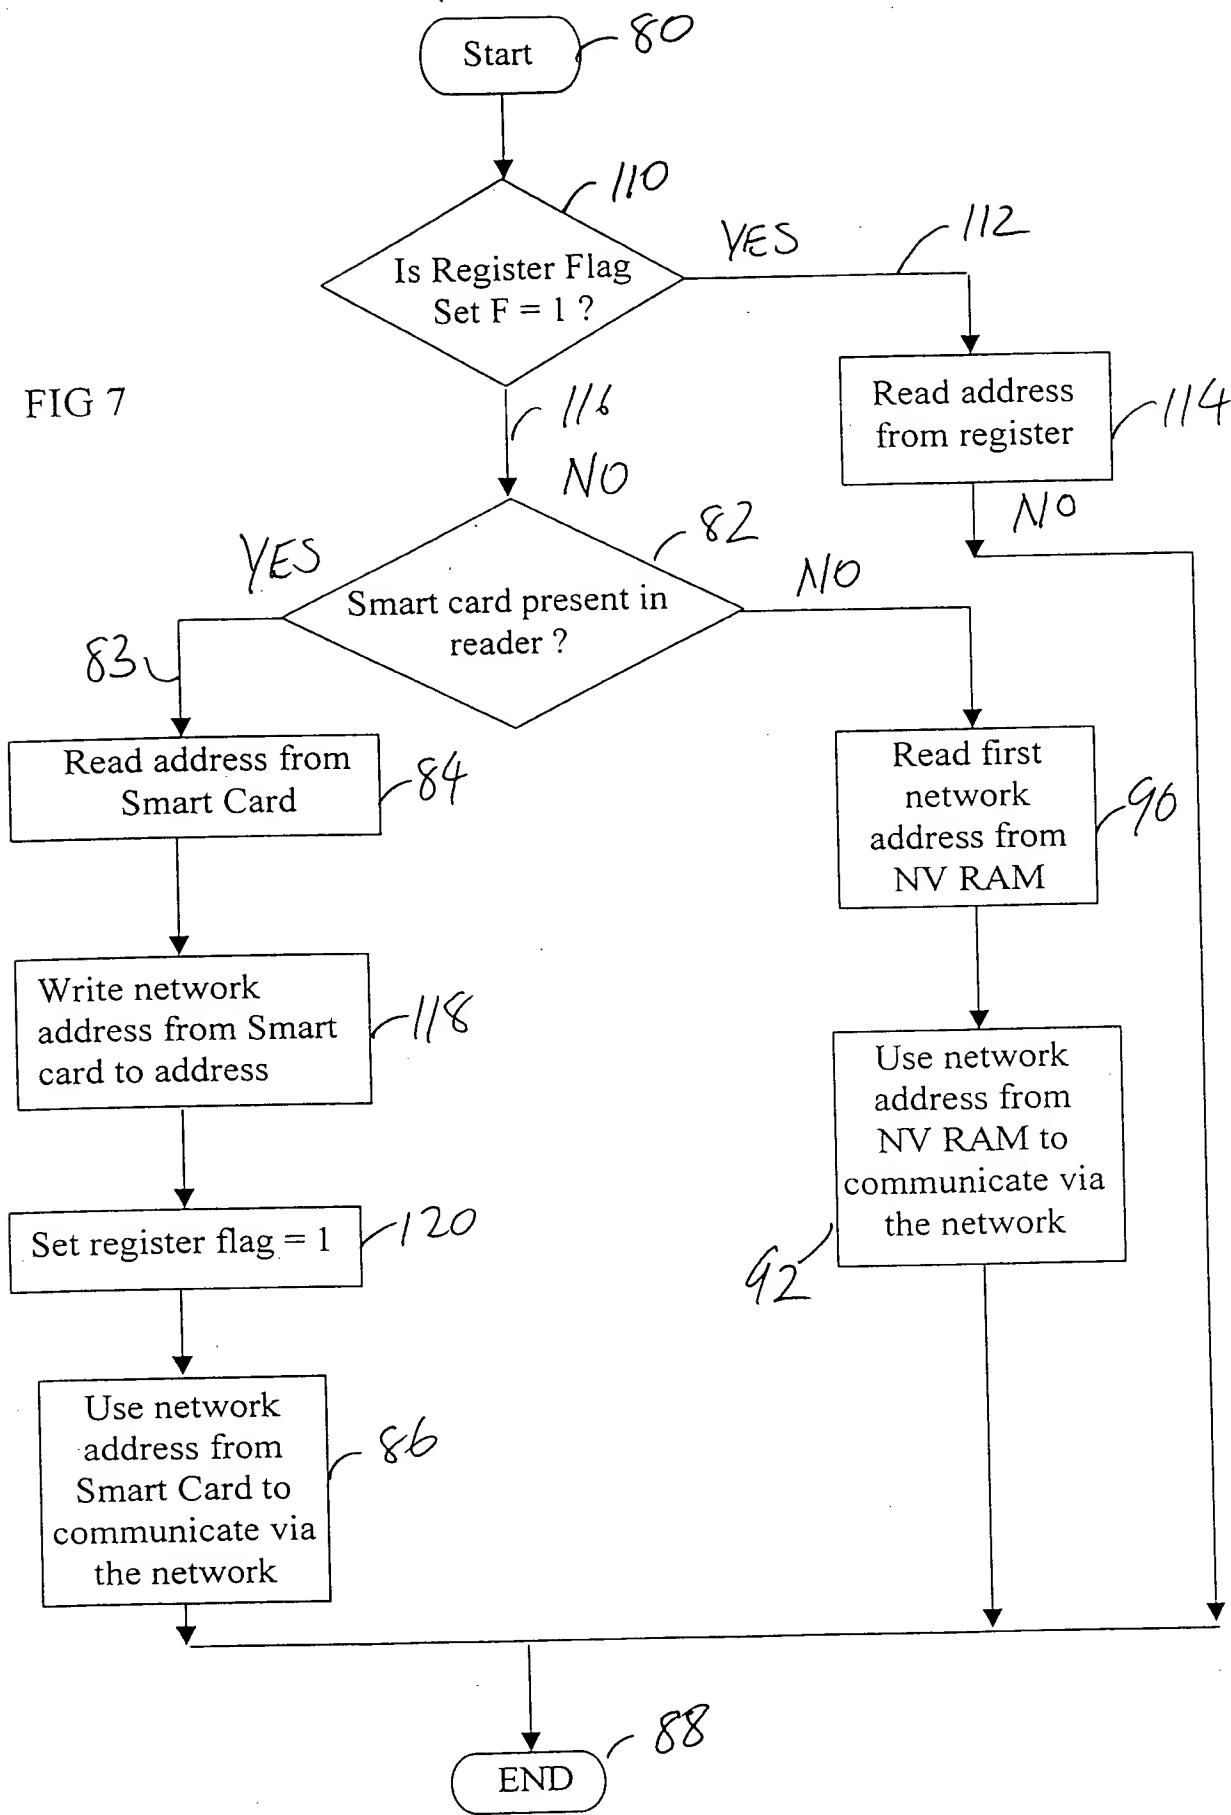 Start
80
110
Is Register Flag
Set F = 1 ?
YES
112
FIG 7
Read address
from register
114
116
NO
NO
82
YES
Smart card present in
reader ?
NO
83
Read address from
Smart Card
84
Read first
network
address from
NV RAM
90
Write network
address from Smart
card to address
118
Use network
address from
NV RAM to
communicate via
the network
92
Set register flag = 1
120
Use network
address from
Smart Card to
communicate via
the network
86
88
END